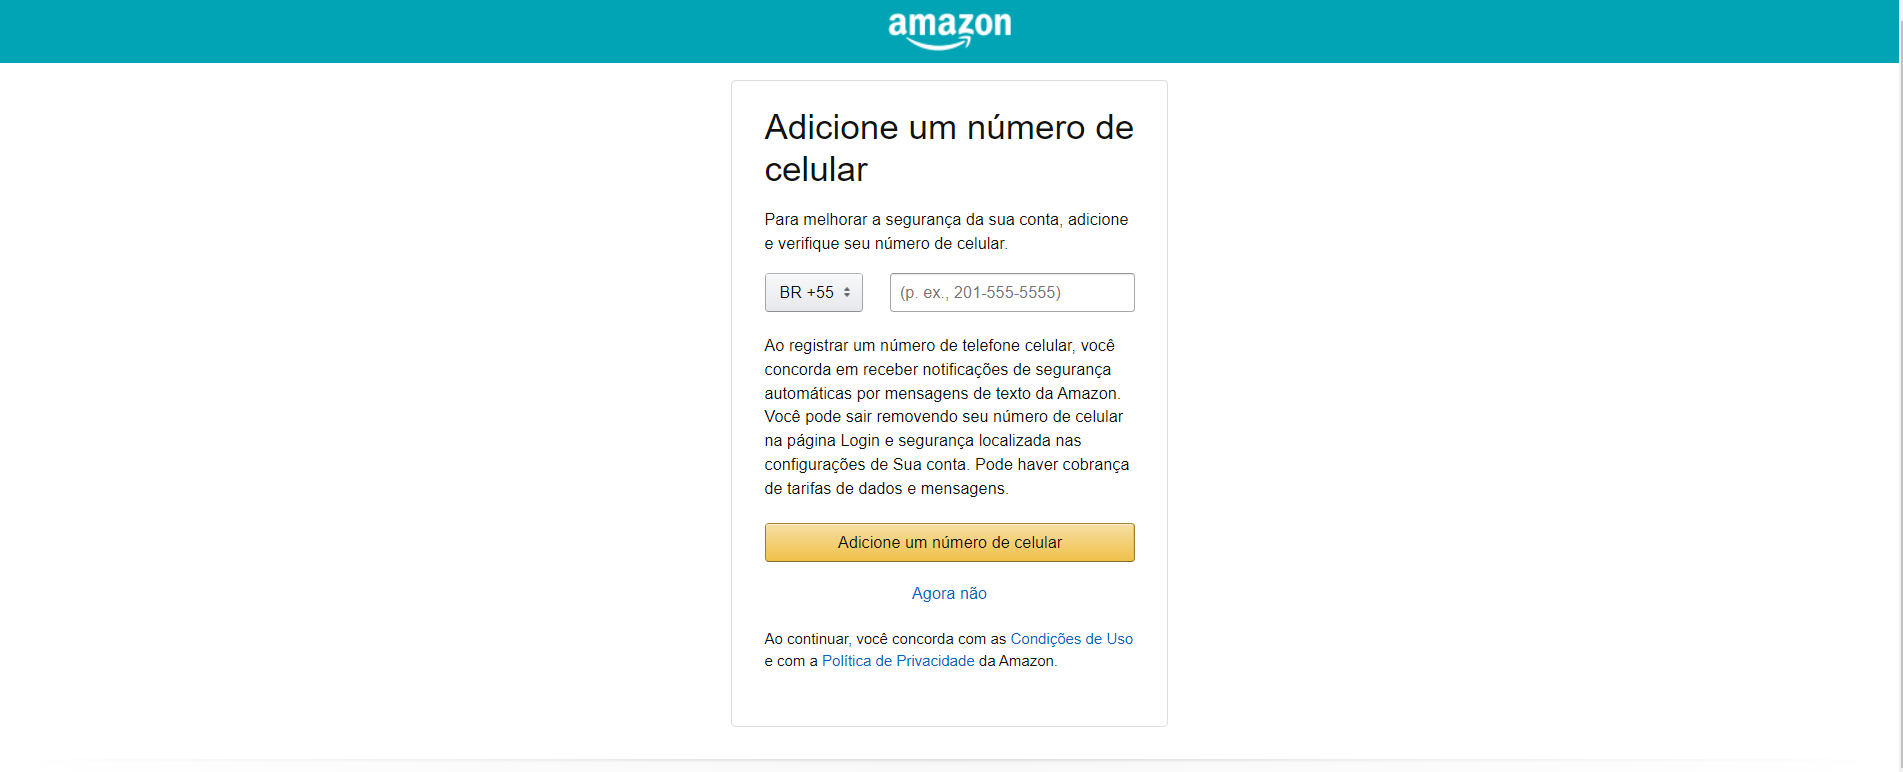 amazon
Adicione um número de
celular
Para melhorar a segurança da sua conta, adicione
e verifique seu número de celular.
BR +55
(p. ex., 201-555-5555)
Ao registrar um número de telefone celular, você
concorda em receber notificações de segurança
automáticas por mensagens de texto da Amazon.
Você pode sair removendo seu número de celular
na página Login e segurança localizada nas
configurações de Sua conta. Pode haver cobrança
de tarifas de dados e mensagens.
Adicione um número de celular
Agora não
Ao continuar, você concorda com as Condições de Uso
e com a Política de Privacidade da Amazon.